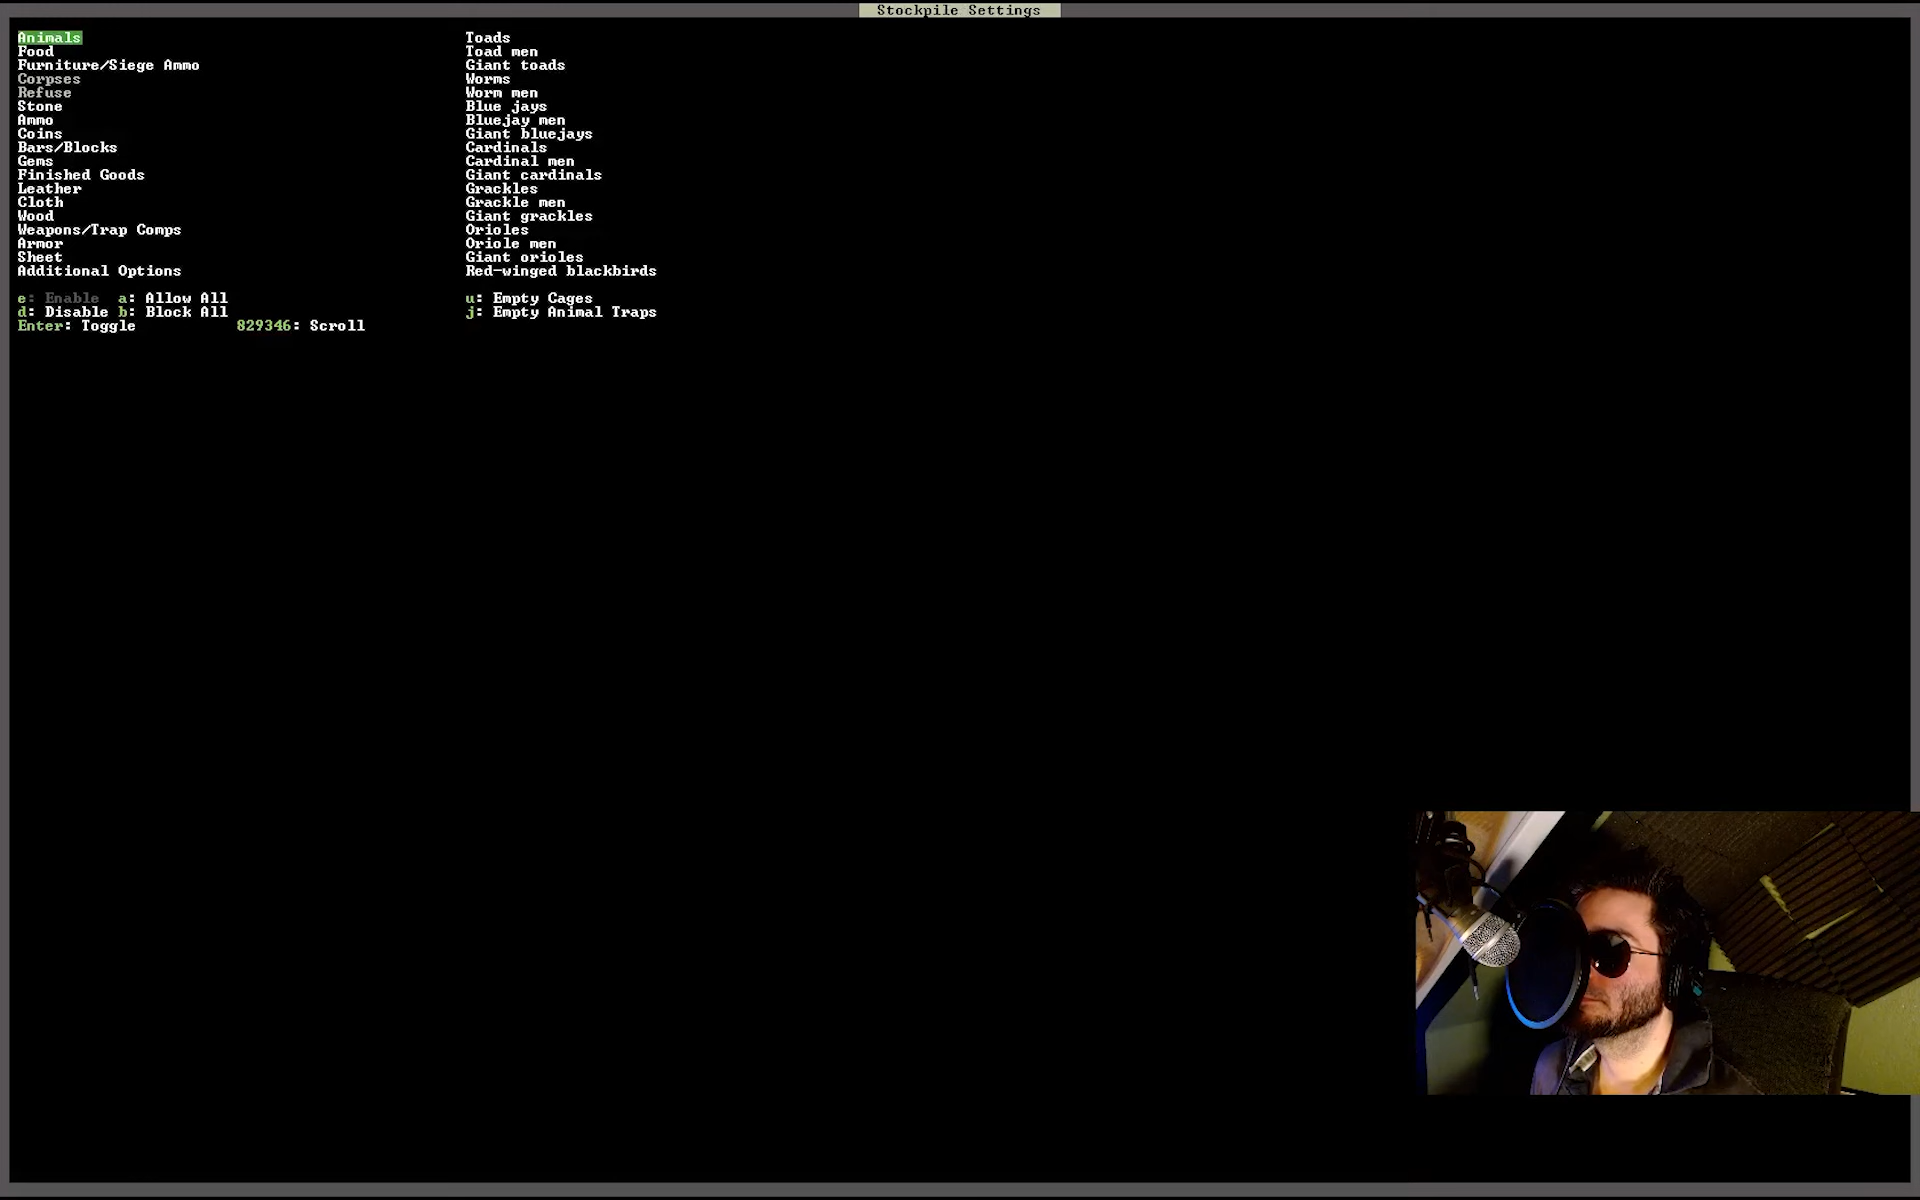 Stockpile Settings
Animals
Food
Furniture/Siege Ammo
Corpses
Refuse
Stone
Ammo
Coins
Bars/Blocks
Gems
Finished Goods
Leather
Cloth
Wood
Weapons/Trap Comps
Armor
Sheet
Additional Options
e: Enable a: Allow All
d: Disable b: Block All
Enter: Toggle 829346: Scroll
Toads
Toad men
Giant toads
Worms
Worm men
Blue jays
Bluejay men
Giant bluejays
Cardinals
Cardinal men
Giant cardinals
Grackles
Grackle men
Giant grackles
Orioles
Oriole men
Giant orioles
Red-winged blackbirds
u: Empty Cages
j: Empty Animal Traps